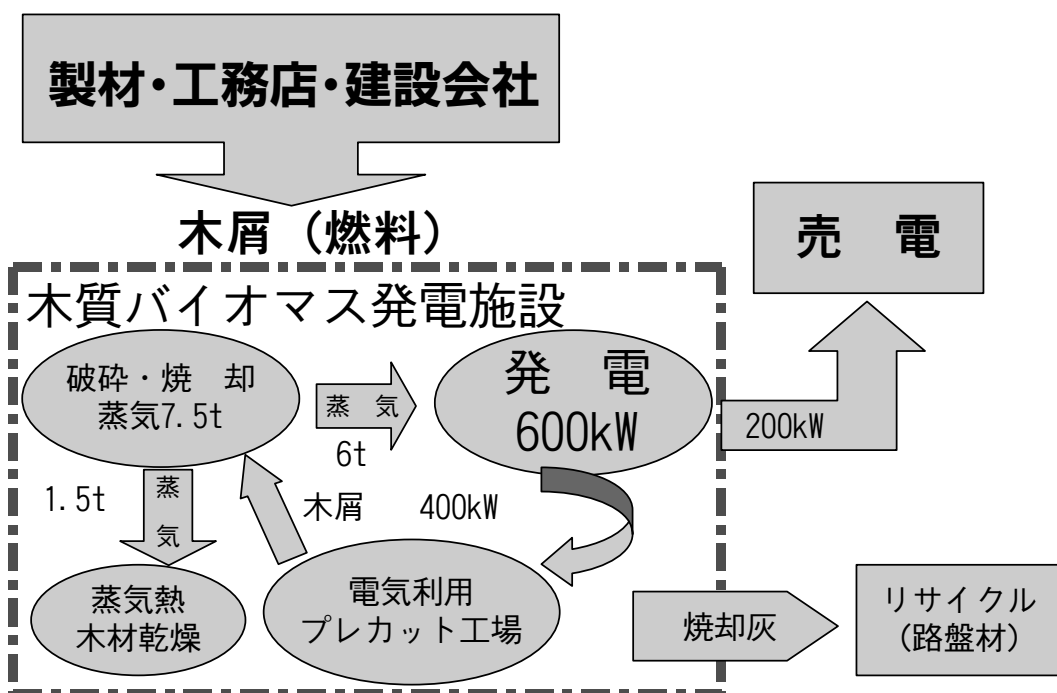 製材・工務店・建設会社
木屑（燃料）
売　電
木質バイオマス発電施設
破砕・焼　却
蒸気7.5t
蒸　気
6t
発　電
600kW
200kW
1.5t
蒸
気
木屑
400kW
蒸気熱
木材乾燥
電気利用
プレカット工場
焼却灰
リサイクル
(路盤材)